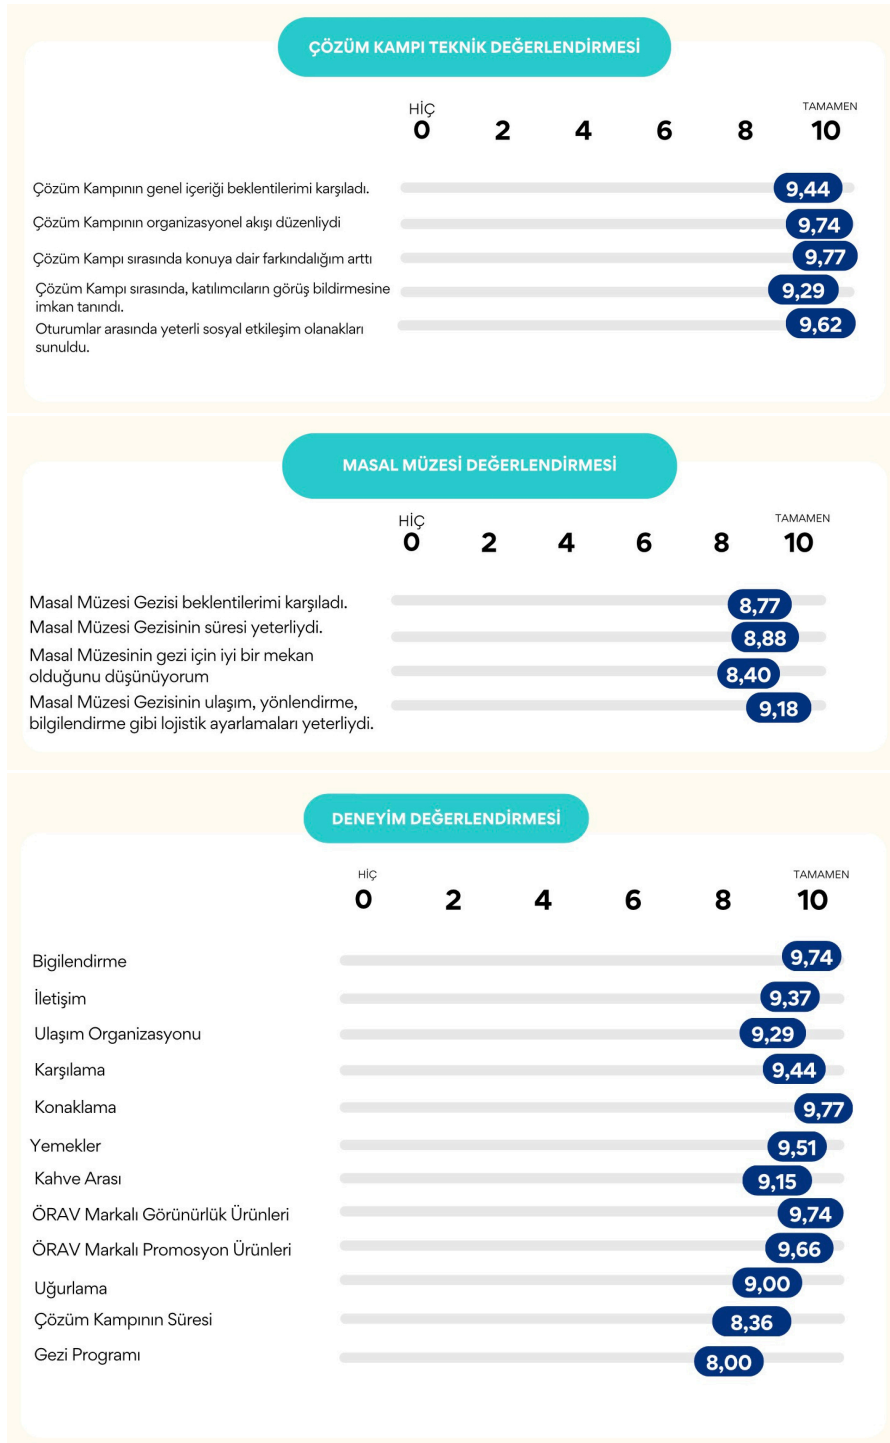 ÇÖZÜM KAMPI TEKNİK DEĞERLENDİRMESİ
HİÇ TAMAMEN
0 2 4 6 8 10
Çözüm Kampının genel içeriği beklentilerimi karşıladı. 9,44
Çözüm Kampının organizasyonel akışı düzenliydi 9,74
Çözüm Kampı sırasında konuya dair farkındalığım arttı 9,77
Çözüm Kampı sırasında, katılımcıların görüş bildirmesine
imkan tanındı. 9,29
Oturumlar arasında yeterli sosyal etkileşim olanakları
sunuldu. 9,62
MASAL MÜZESİ DEĞERLENDİRMESİ
HİÇ TAMAMEN
0 2 4 6 8 10
Masal Müzesi Gezisi beklentilerimi karşıladı. 8,77
Masal Müzesi Gezisinin süresi yeterliydi. 8,88
Masal Müzesinin gezi için iyi bir mekan
olduğunu düşünüyorum 8,40
Masal Müzesi Gezisinin ulaşım, yönlendirme,
bilgilendirme gibi lojistik ayarlamaları yeterliydi. 9,18
DENEYİM DEĞERLENDİRMESİ
HİÇ TAMAMEN
0 2 4 6 8 10
Bigilendirme 9,74
İletişim 9,37
Ulaşım Organizasyonu 9,29
Karşılama 9,44
Konaklama 9,77
Yemekler 9,51
Kahve Arası 9,15
ÖRAV Markalı Görünürlük Ürünleri 9,74
ÖRAV Markalı Promosyon Ürünleri 9,66
Uğurlama 9,00
Çözüm Kampının Süresi 8,36
Gezi Programı 8,00